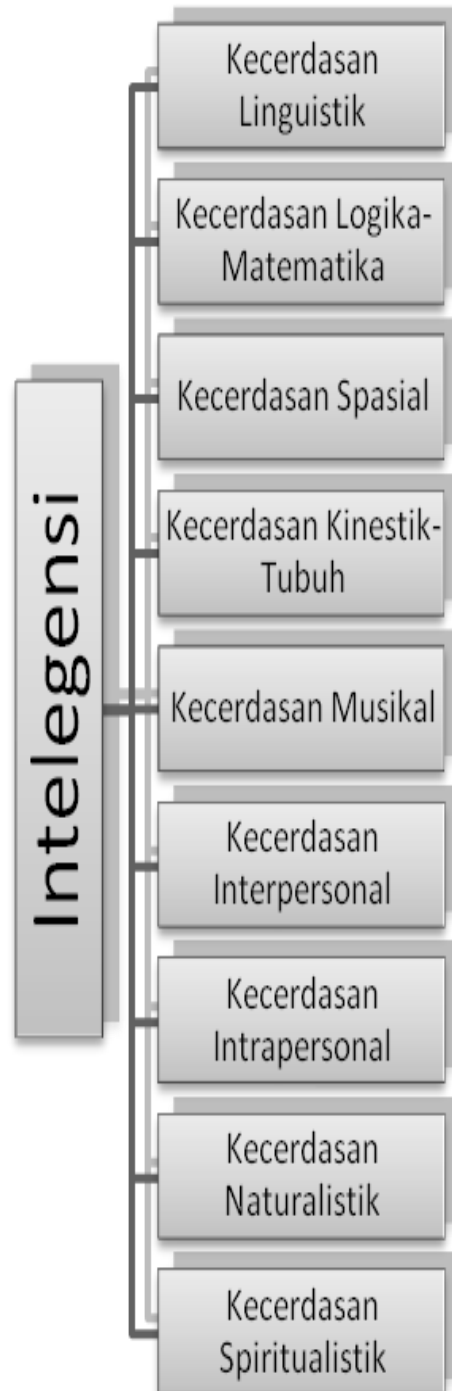 Intelegensi
Kecerdasan
Linguistik
Kecerdasan Logika-
Matematika
Kecerdasan Spasial
Kecerdasan Kinestik-
Tubuh
Kecerdasan Musikal
Kecerdasan
Interpersonal
Kecerdasan
Intrapersonal
Kecerdasan
Naturalistik
Kecerdasan
Spiritualistik